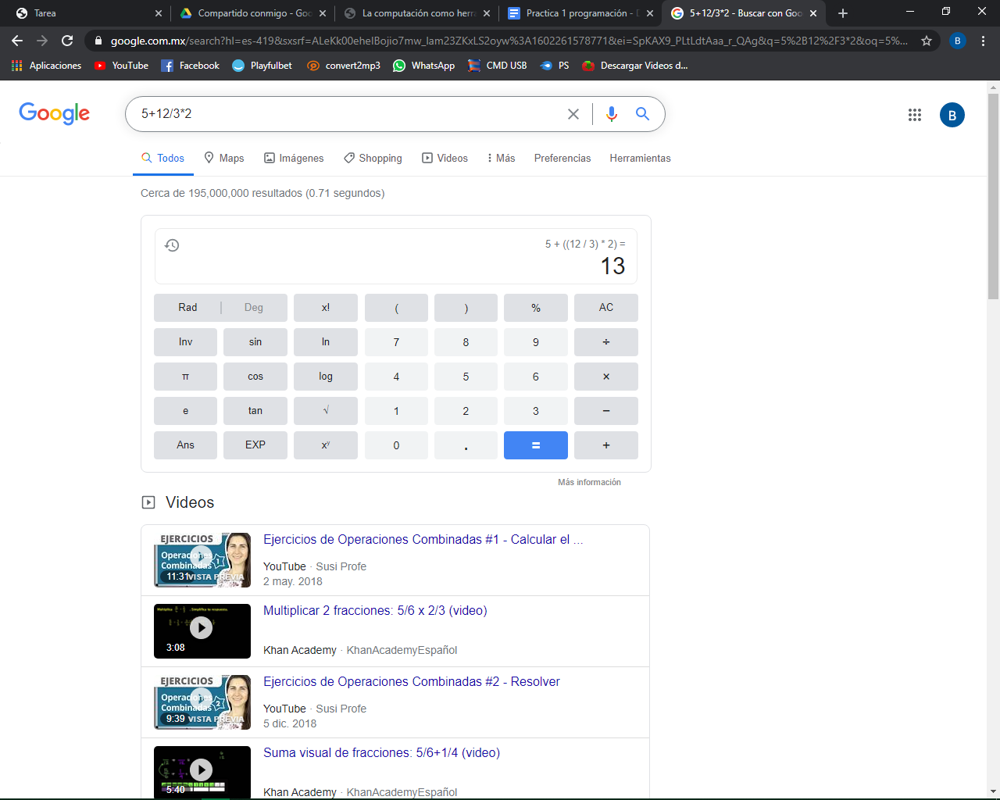 Tarea
Compartido conmigo - Goo
La computación como herra
Practica 1 programación - D
5+12/3*2 - Buscar con Goo
google.com.mx/search?hl=es-419&sxsrf=ALeKk00eheIBojio7mw_Iam23ZKxLS2oyw%3A1602261578771&ei=SpKAX9_PLtLdtAaa_r_QAg&q=5%2B12%2F3*2&oq=5%...
B
Aplicaciones
YouTube
Facebook
Playfulbet
convert2mp3
WhatsApp
CMD USB
PS
Descargar Videos d...
Google
5+12/3*2
B
Todos
Maps
Imágenes
Shopping
Videos
Más
Preferencias
Herramientas
Cerca de 195,000,000 resultados (0.71 segundos)
5 + ((12 / 3) * 2) =
13
Rad | Deg x! ( ) % AC
Inv sin ln 7 8 9 ÷
π cos log 4 5 6 ×
e tan √ 1 2 3 −
Ans EXP xʸ 0 . = +
Más información
Videos
EJERCICIOS
Operaciones
Combinadas 1
11:31 VISTA PREVIA
Ejercicios de Operaciones Combinadas #1 - Calcular el ...
YouTube · Susi Profe
2 may. 2018
3:08
Multiplicar 2 fracciones: 5/6 x 2/3 (video)
Khan Academy · KhanAcademyEspañol
EJERCICIOS
Operaciones
Combinadas 2
9:39 VISTA PREVIA
Ejercicios de Operaciones Combinadas #2 - Resolver
YouTube · Susi Profe
5 dic. 2018
5:40
Suma visual de fracciones: 5/6+1/4 (video)
Khan Academy · KhanAcademyEspañol